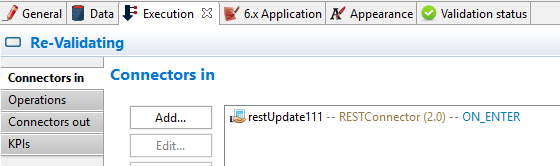 General Data Execution 6.x Application Appearance Validation status
Re-Validating
Connectors in
Operations
Connectors out
KPIs
Connectors in
Add...
Edit...
restUpdate111 -- RESTConnector (2.0) -- ON_ENTER